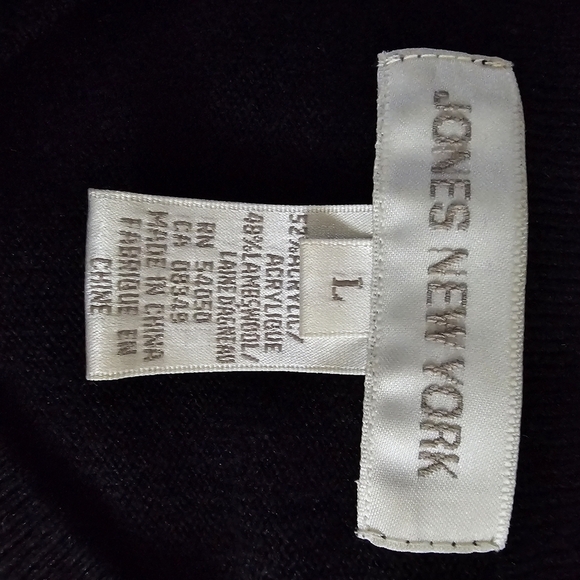 JONES NEW YORK
L
52%ACRYLIC/
ACRYLIQUE
48%LAMBSWOOL/
LAINE D'AGNEAU
RN 54050
CA 00349
MADE IN CHINA
FABRIQUE EN
CHINE